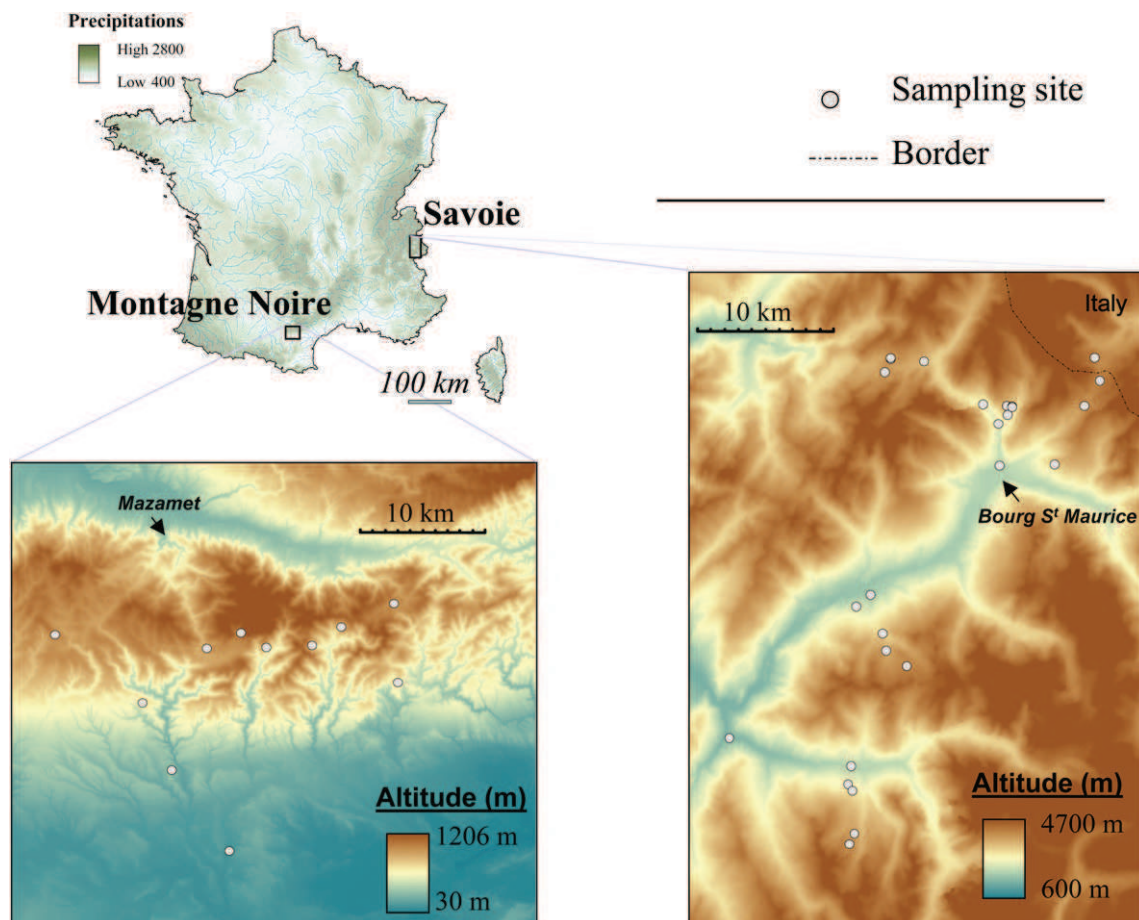 Precipitations
High 2800
Low 400
Sampling site
Border
Savoie
Montagne Noire
100 km
10 km
Italy
Bourg Sᵗ Maurice
Altitude (m)
4700 m
600 m
Mazamet
10 km
Altitude (m)
1206 m
30 m